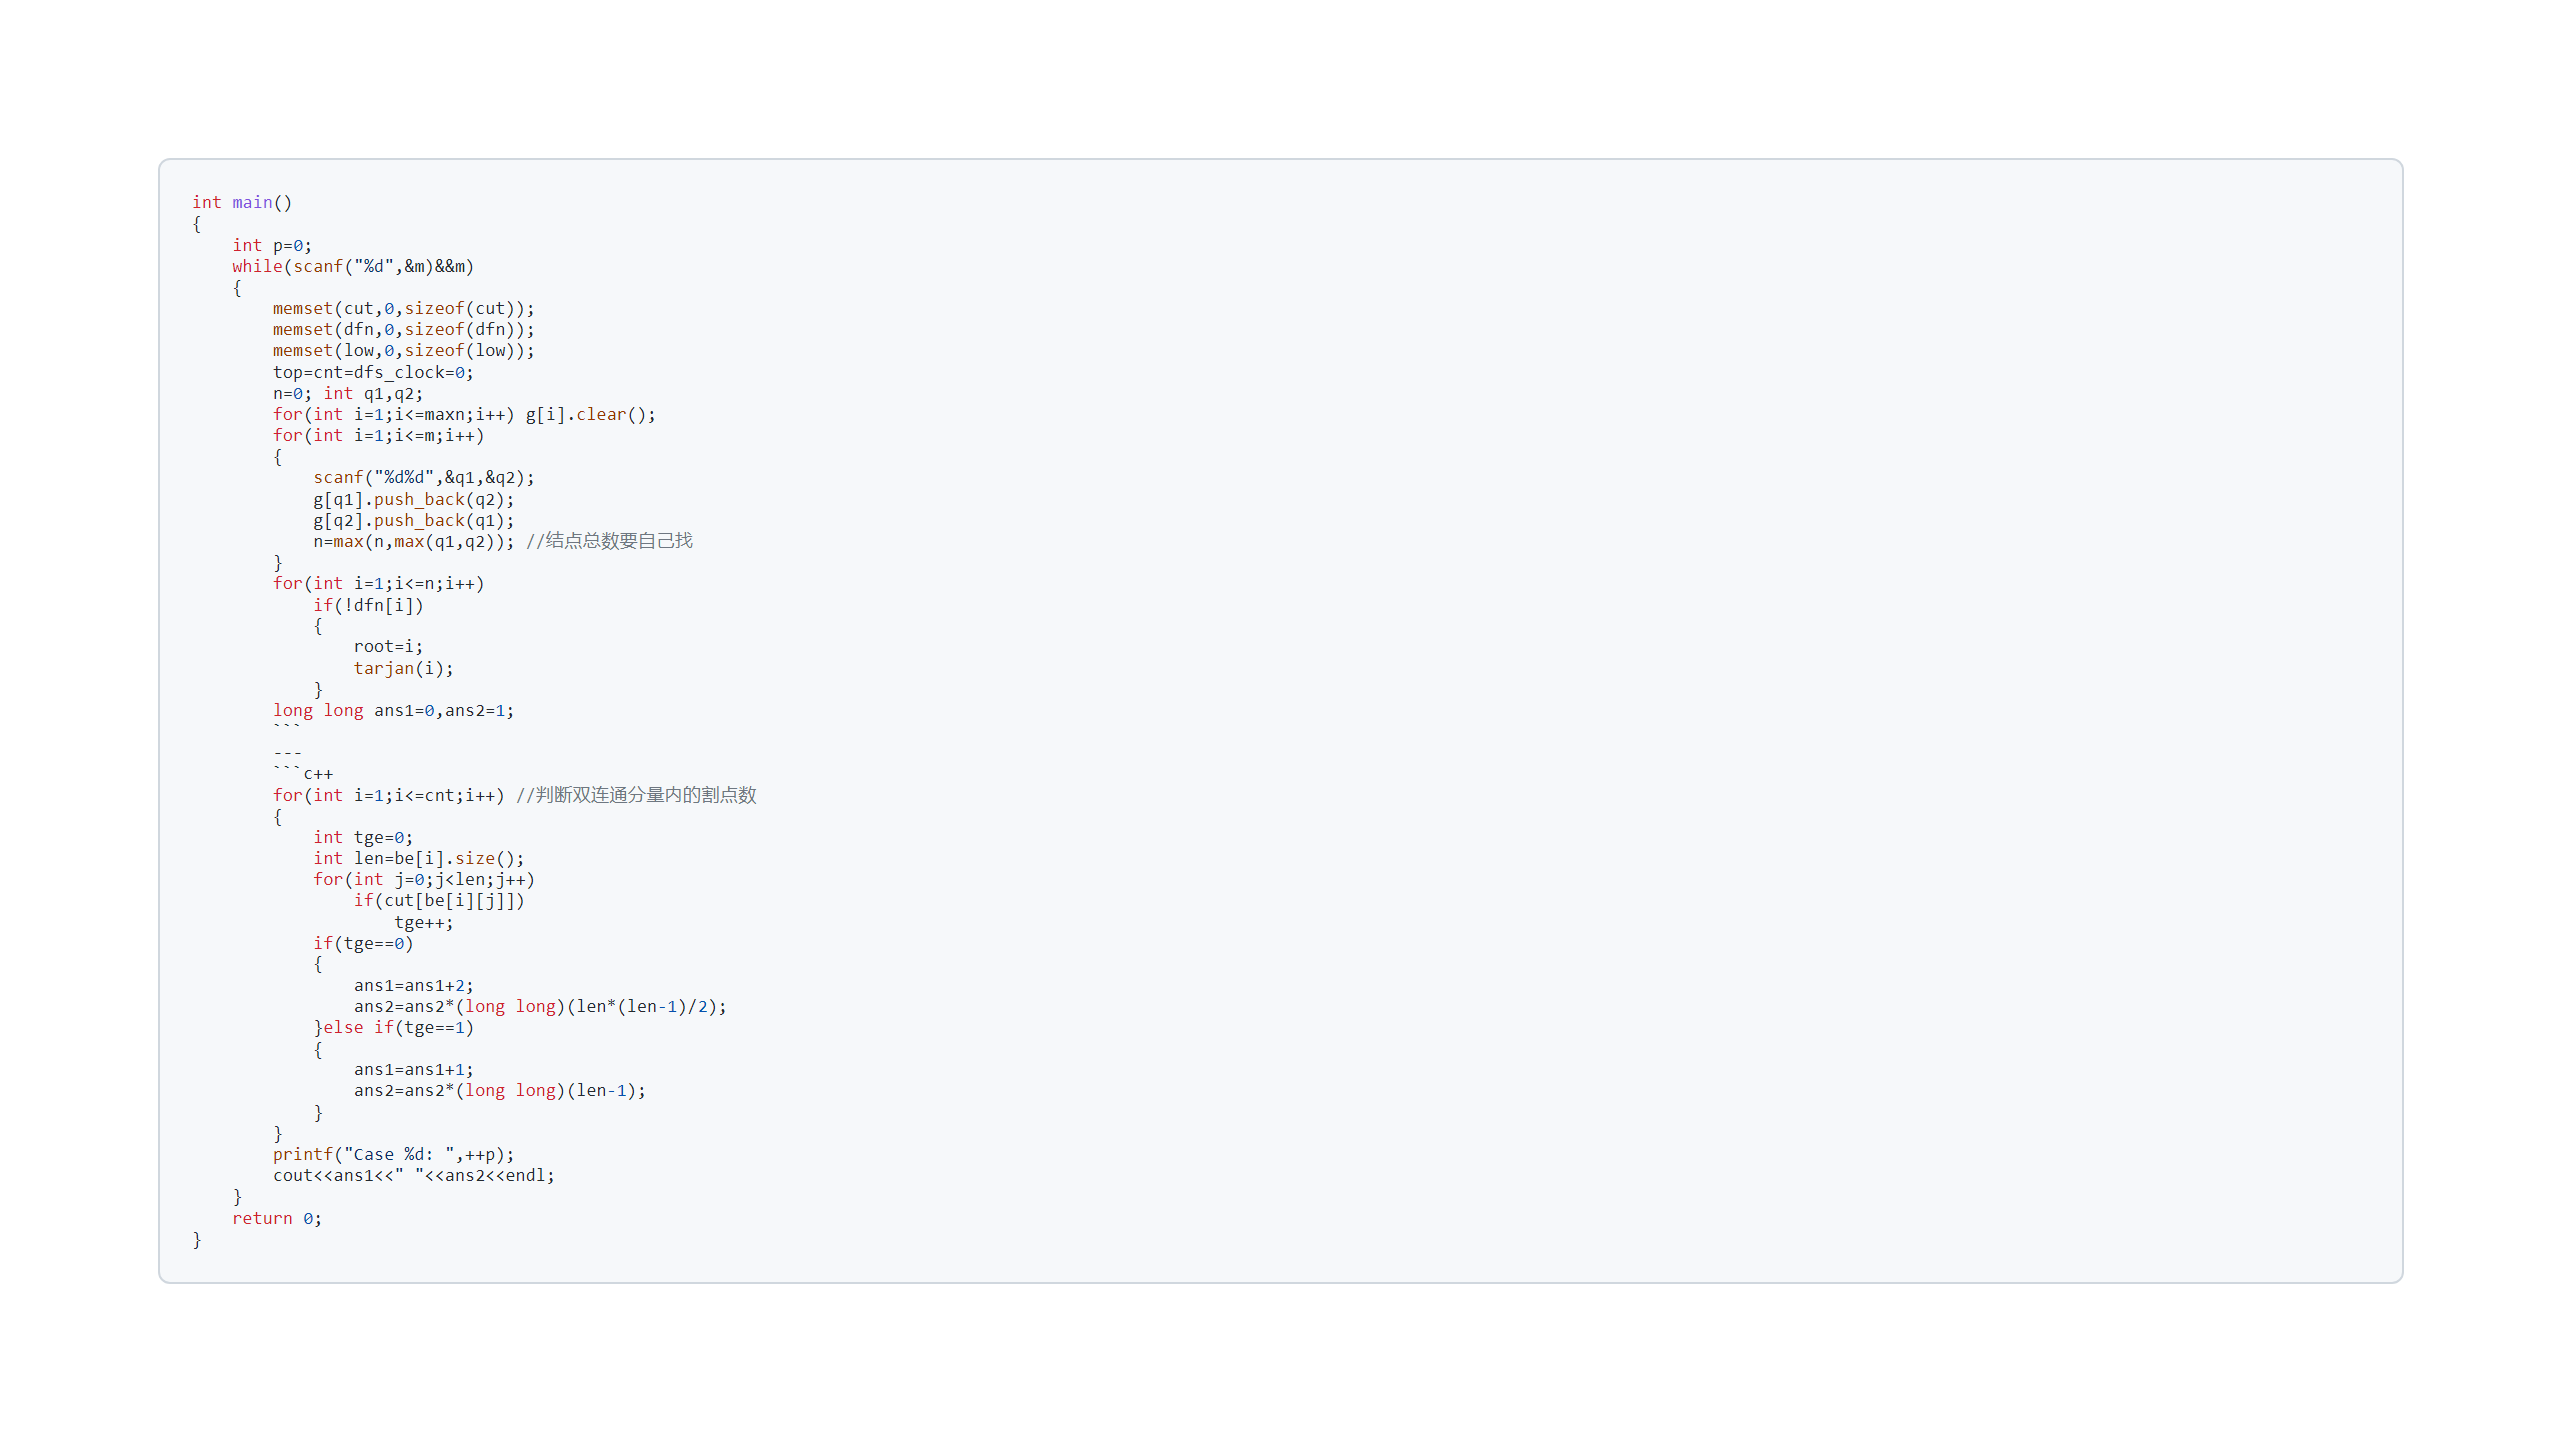 int main()
{
    int p=0;
    while(scanf("%d",&m)&&m)
    {
        memset(cut,0,sizeof(cut));
        memset(dfn,0,sizeof(dfn));
        memset(low,0,sizeof(low));
        top=cnt=dfs_clock=0;
        n=0; int q1,q2;
        for(int i=1;i<=maxn;i++) g[i].clear();
        for(int i=1;i<=m;i++)
        {
            scanf("%d%d",&q1,&q2);
            g[q1].push_back(q2);
            g[q2].push_back(q1);
            n=max(n,max(q1,q2)); //结点总数要自己找
        }
        for(int i=1;i<=n;i++)
            if(!dfn[i])
            {
                root=i;
                tarjan(i);
            }
        long long ans1=0,ans2=1;
        ```
        ---
        ```c++
        for(int i=1;i<=cnt;i++) //判断双连通分量内的割点数
        {
            int tge=0;
            int len=be[i].size();
            for(int j=0;j<len;j++)
                if(cut[be[i][j]])
                    tge++;
            if(tge==0)
            {
                ans1=ans1+2;
                ans2=ans2*(long long)(len*(len-1)/2);
            }else if(tge==1)
            {
                ans1=ans1+1;
                ans2=ans2*(long long)(len-1);
            }
        }
        printf("Case %d: ",++p);
        cout<<ans1<<" "<<ans2<<endl;
    }
    return 0;
}